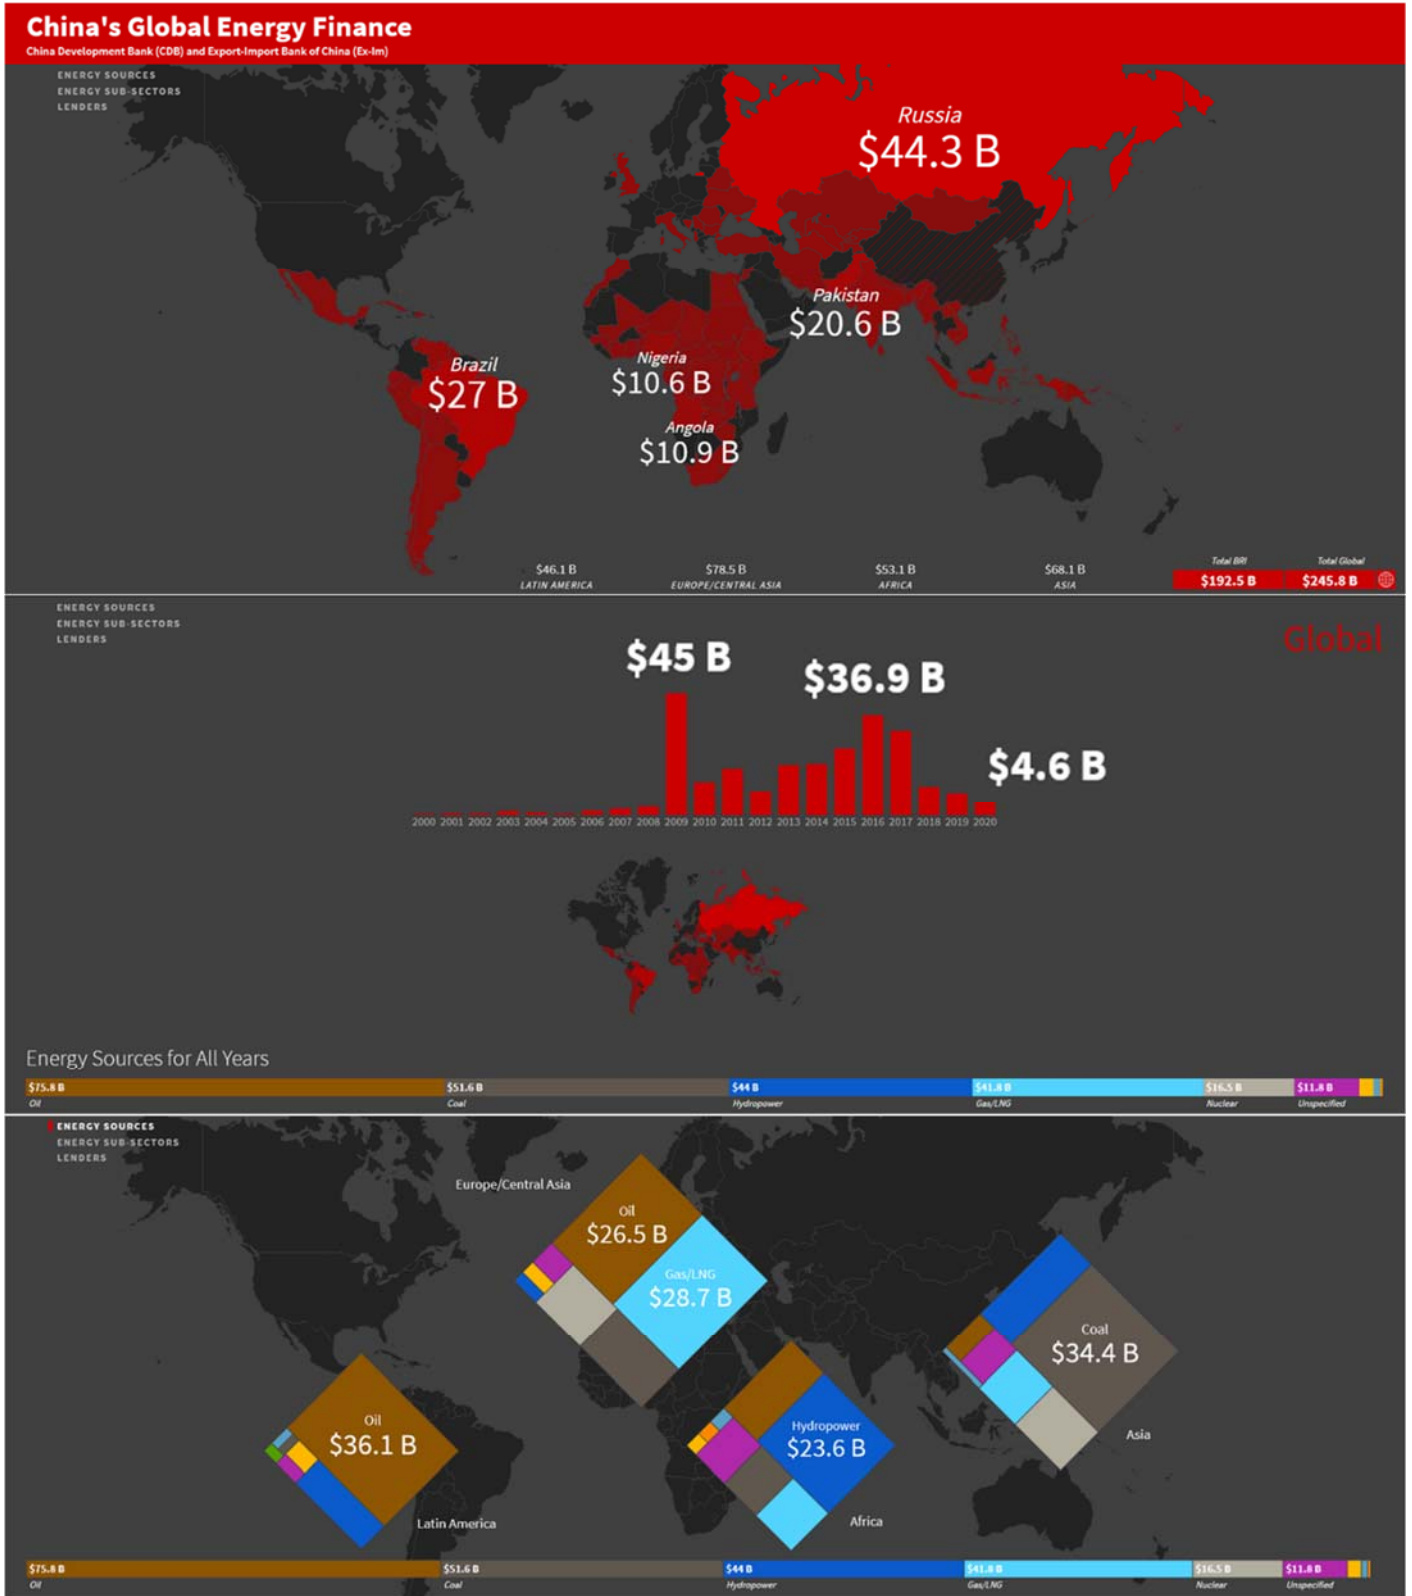 China's Global Energy Finance
China Development Bank (CDB) and Export-Import Bank of China (Ex-Im)
ENERGY SOURCES
ENERGY SUB-SECTORS
LENDERS
Russia
$44.3 B
Pakistan
$20.6 B
Brazil
$27 B
Nigeria
$10.6 B
Angola
$10.9 B
$46.1 B
LATIN AMERICA
$78.5 B
EUROPE/CENTRAL ASIA
$53.1 B
AFRICA
$68.1 B
ASIA
Total BRI
$192.5 B
Total Global
$245.8 B
ENERGY SOURCES
ENERGY SUB-SECTORS
LENDERS
Global
$45 B
$36.9 B
$4.6 B
2000 2001 2002 2003 2004 2005 2006 2007 2008 2009 2010 2011 2012 2013 2014 2015 2016 2017 2018 2019 2020
Energy Sources for All Years
$75.8 B $51.6 B $44 B $41.8 B $16.5 B $11.8 B
Oil Coal Hydropower Gas/LNG Nuclear Unspecified
ENERGY SOURCES
ENERGY SUB-SECTORS
LENDERS
Europe/Central Asia
Oil
$26.5 B
Gas/LNG
$28.7 B
Coal
$34.4 B
Asia
Oil
$36.1 B
Latin America
Hydropower
$23.6 B
Africa
$75.8 B $51.6 B $44 B $41.8 B $16.5 B $11.8 B
Oil Coal Hydropower Gas/LNG Nuclear Unspecified